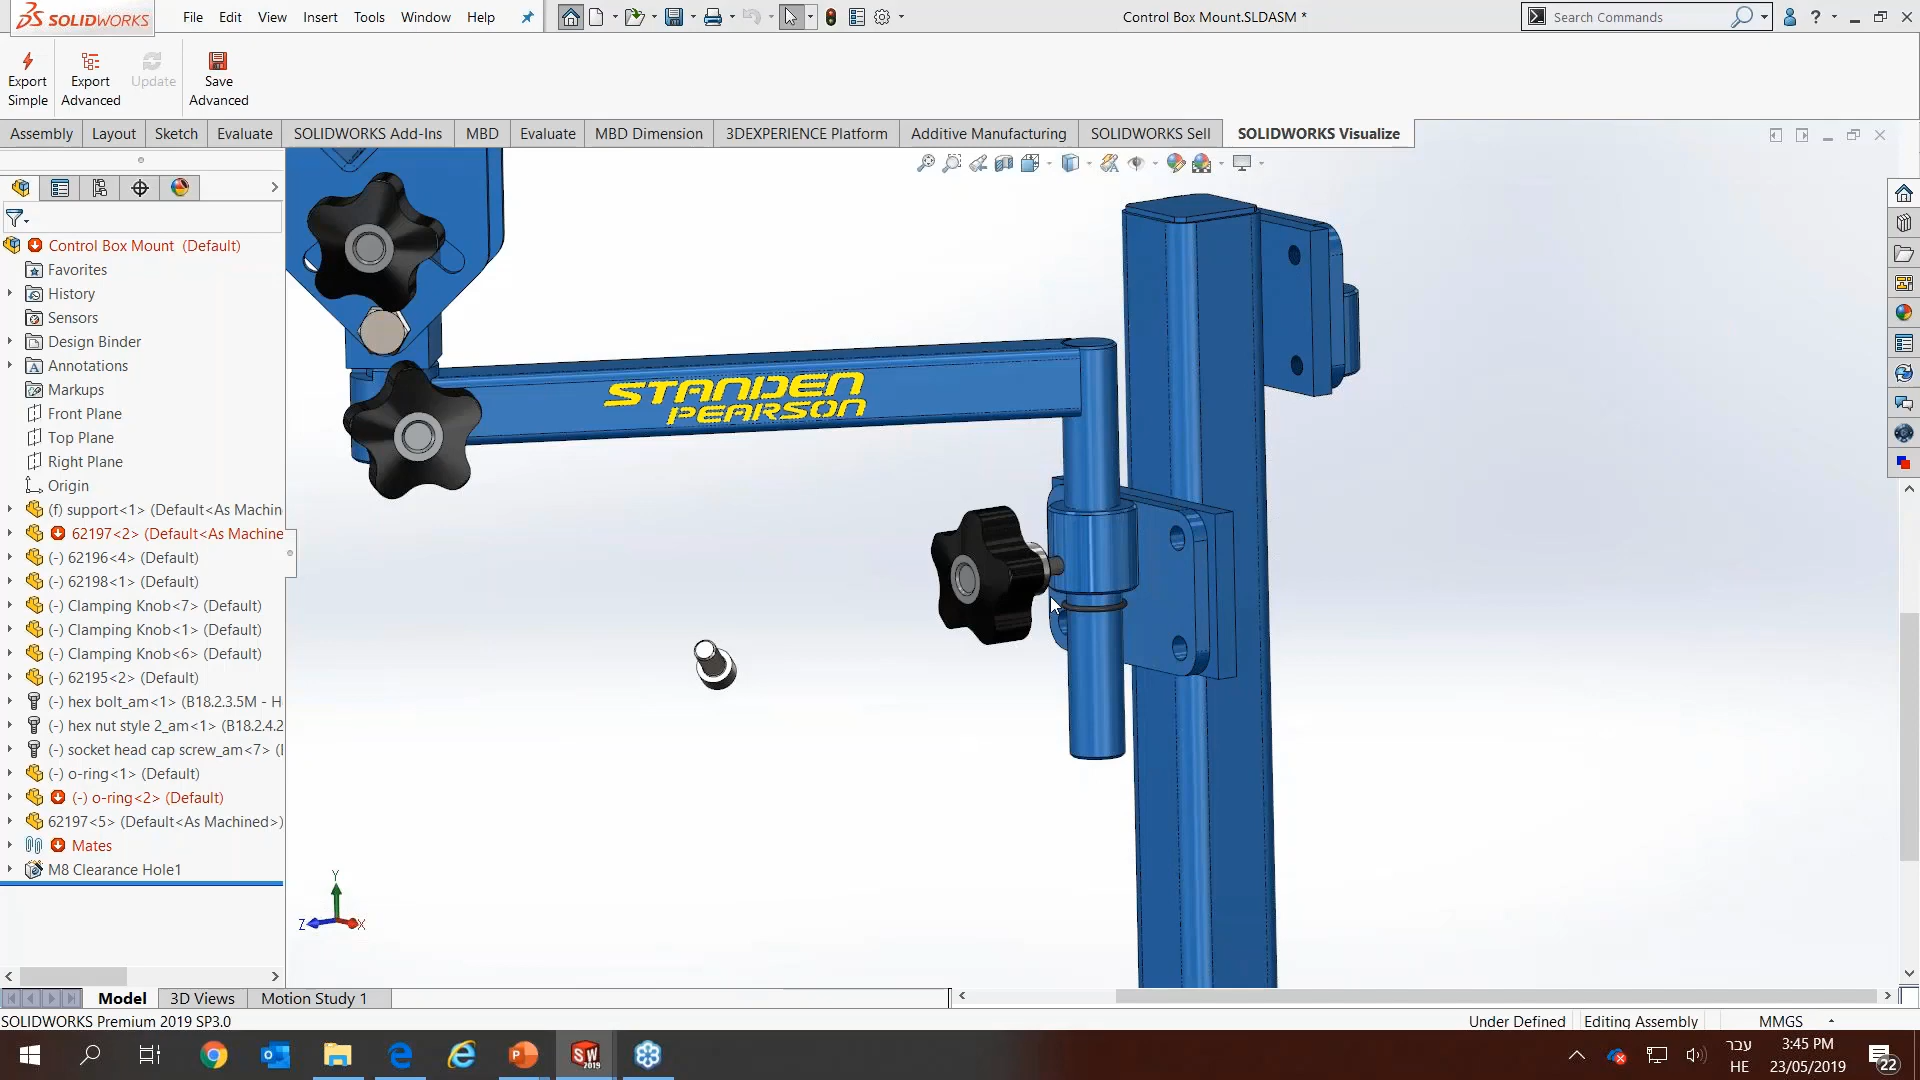 SOLIDWORKS File Edit View Insert Tools Window Help
Control Box Mount.SLDASM *
Search Commands
?
Export Simple
Export Advanced
Update
Save Advanced
Assembly Layout Sketch Evaluate SOLIDWORKS Add-Ins MBD Evaluate MBD Dimension 3DEXPERIENCE Platform Additive Manufacturing SOLIDWORKS Sell SOLIDWORKS Visualize
Control Box Mount (Default)
Favorites
History
Sensors
Design Binder
Annotations
Markups
Front Plane
Top Plane
Right Plane
Origin
(f) support<1> (Default<As Machin
62197<2> (Default<As Machine
(-) 62196<4> (Default)
(-) 62198<1> (Default)
(-) Clamping Knob<7> (Default)
(-) Clamping Knob<1> (Default)
(-) Clamping Knob<6> (Default)
(-) 62195<2> (Default)
(-) hex bolt_am<1> (B18.2.3.5M - H
(-) hex nut style 2_am<1> (B18.2.4.2
(-) socket head cap screw_am<7> (
(-) o-ring<1> (Default)
(-) o-ring<2> (Default)
62197<5> (Default<As Machined>)
Mates
M8 Clearance Hole1
STANDEN
PEARSON
Y
Z X
Model 3D Views Motion Study 1
SOLIDWORKS Premium 2019 SP3.0
Under Defined Editing Assembly MMGS
SW 2019
עבר
HE
3:45 PM
23/05/2019
22